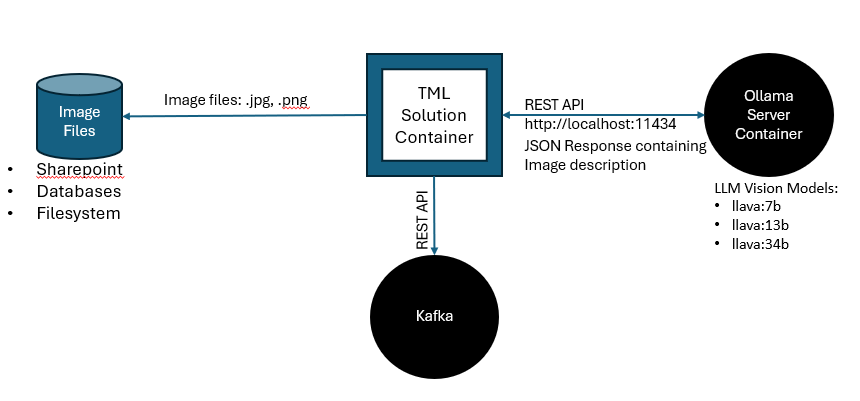 Image
Files
• Sharepoint
• Databases
• Filesystem
Image files: .jpg, .png
TML
Solution
Container
REST API
http://localhost:11434
JSON Response containing
Image description
Ollama
Server
Container
LLM Vision Models:
• llava:7b
• llava:13b
• llava:34b
REST API
Kafka